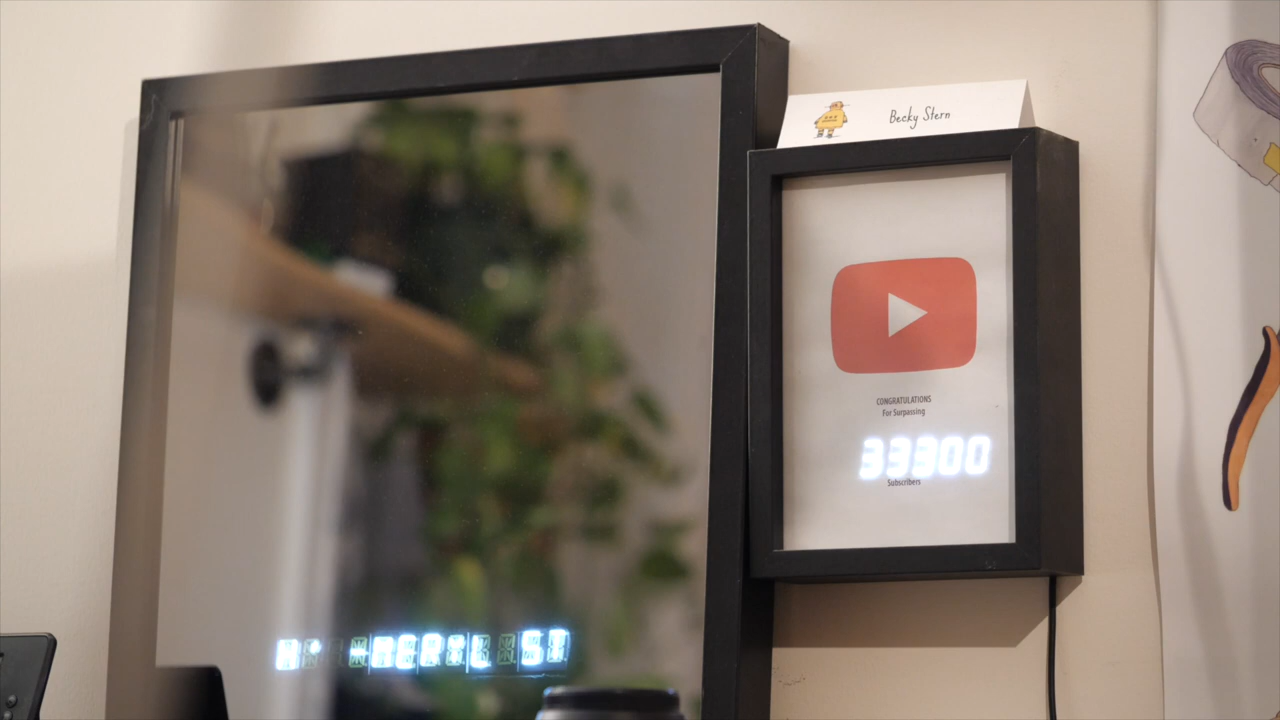 Becky Stern
CONGRATULATIONS
For Surpassing
33300
Subscribers